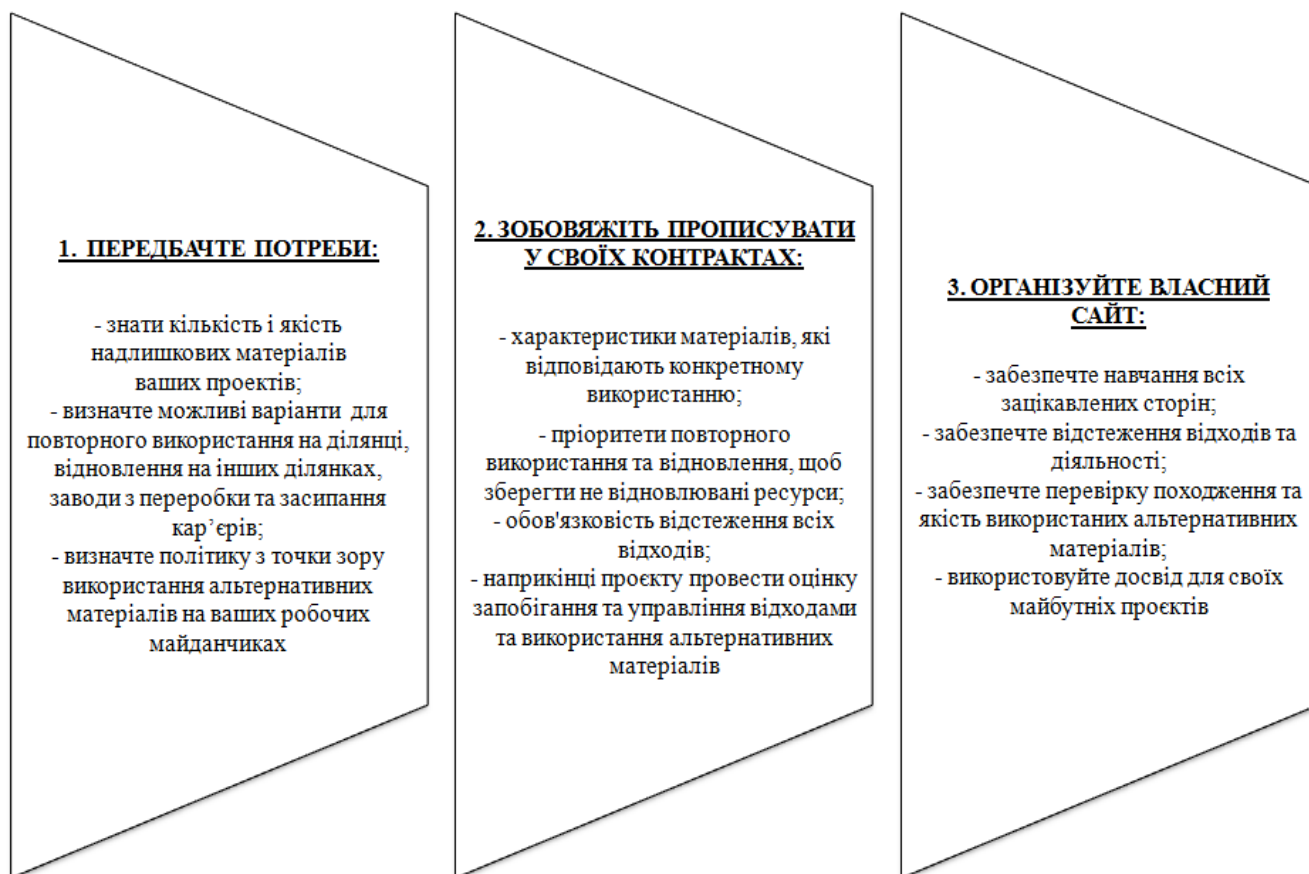 1. ПЕРЕДБАЧТЕ ПОТРЕБИ:
- знати кількість і якість
надлишкових матеріалів
ваших проектів;
- визначте можливі варіанти для
повторного використання на ділянці,
відновлення на інших ділянках,
заводи з переробки та засипання
кар’єрів;
- визначте політику з точки зору
використання альтернативних
матеріалів на ваших робочих
майданчиках
2. ЗОБОВЯЖІТЬ ПРОПИСУВАТИ
У СВОЇХ КОНТРАКТАХ:
- характеристики матеріалів, які
відповідають конкретному
використанню;
- пріоритети повторного
використання та відновлення, щоб
зберегти не відновлювані ресурси;
- обов'язковість відстеження всіх
відходів;
- наприкінці проєкту провести оцінку
запобігання та управління відходами
та використання альтернативних
матеріалів
3. ОРГАНІЗУЙТЕ ВЛАСНИЙ
САЙТ:
- забезпечте навчання всіх
зацікавлених сторін;
- забезпечте відстеження відходів та
діяльності;
- забезпечте перевірку походження та
якість використаних альтернативних
матеріалів;
- використовуйте досвід для своїх
майбутніх проєктів